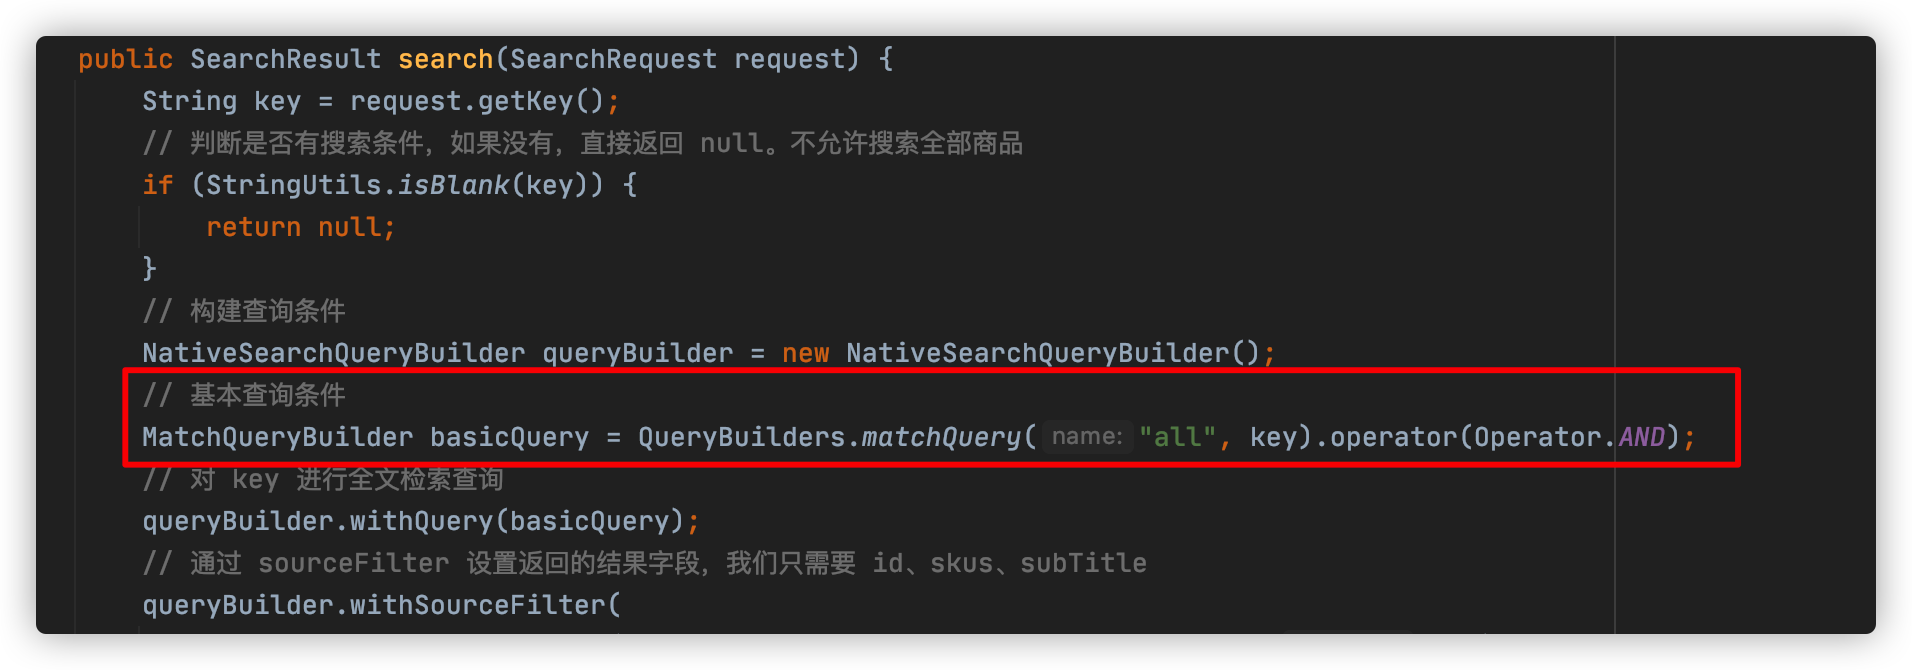 public SearchResult search(SearchRequest request) {
String key = request.getKey();
// 判断是否有搜索条件，如果没有，直接返回 null。不允许搜索全部商品
if (StringUtils.isBlank(key)) {
return null;
}
// 构建查询条件
NativeSearchQueryBuilder queryBuilder = new NativeSearchQueryBuilder();
// 基本查询条件
MatchQueryBuilder basicQuery = QueryBuilders.matchQuery( name: "all", key).operator(Operator.AND);
// 对 key 进行全文检索查询
queryBuilder.withQuery(basicQuery);
// 通过 sourceFilter 设置返回的结果字段，我们只需要 id、skus、subTitle
queryBuilder.withSourceFilter(